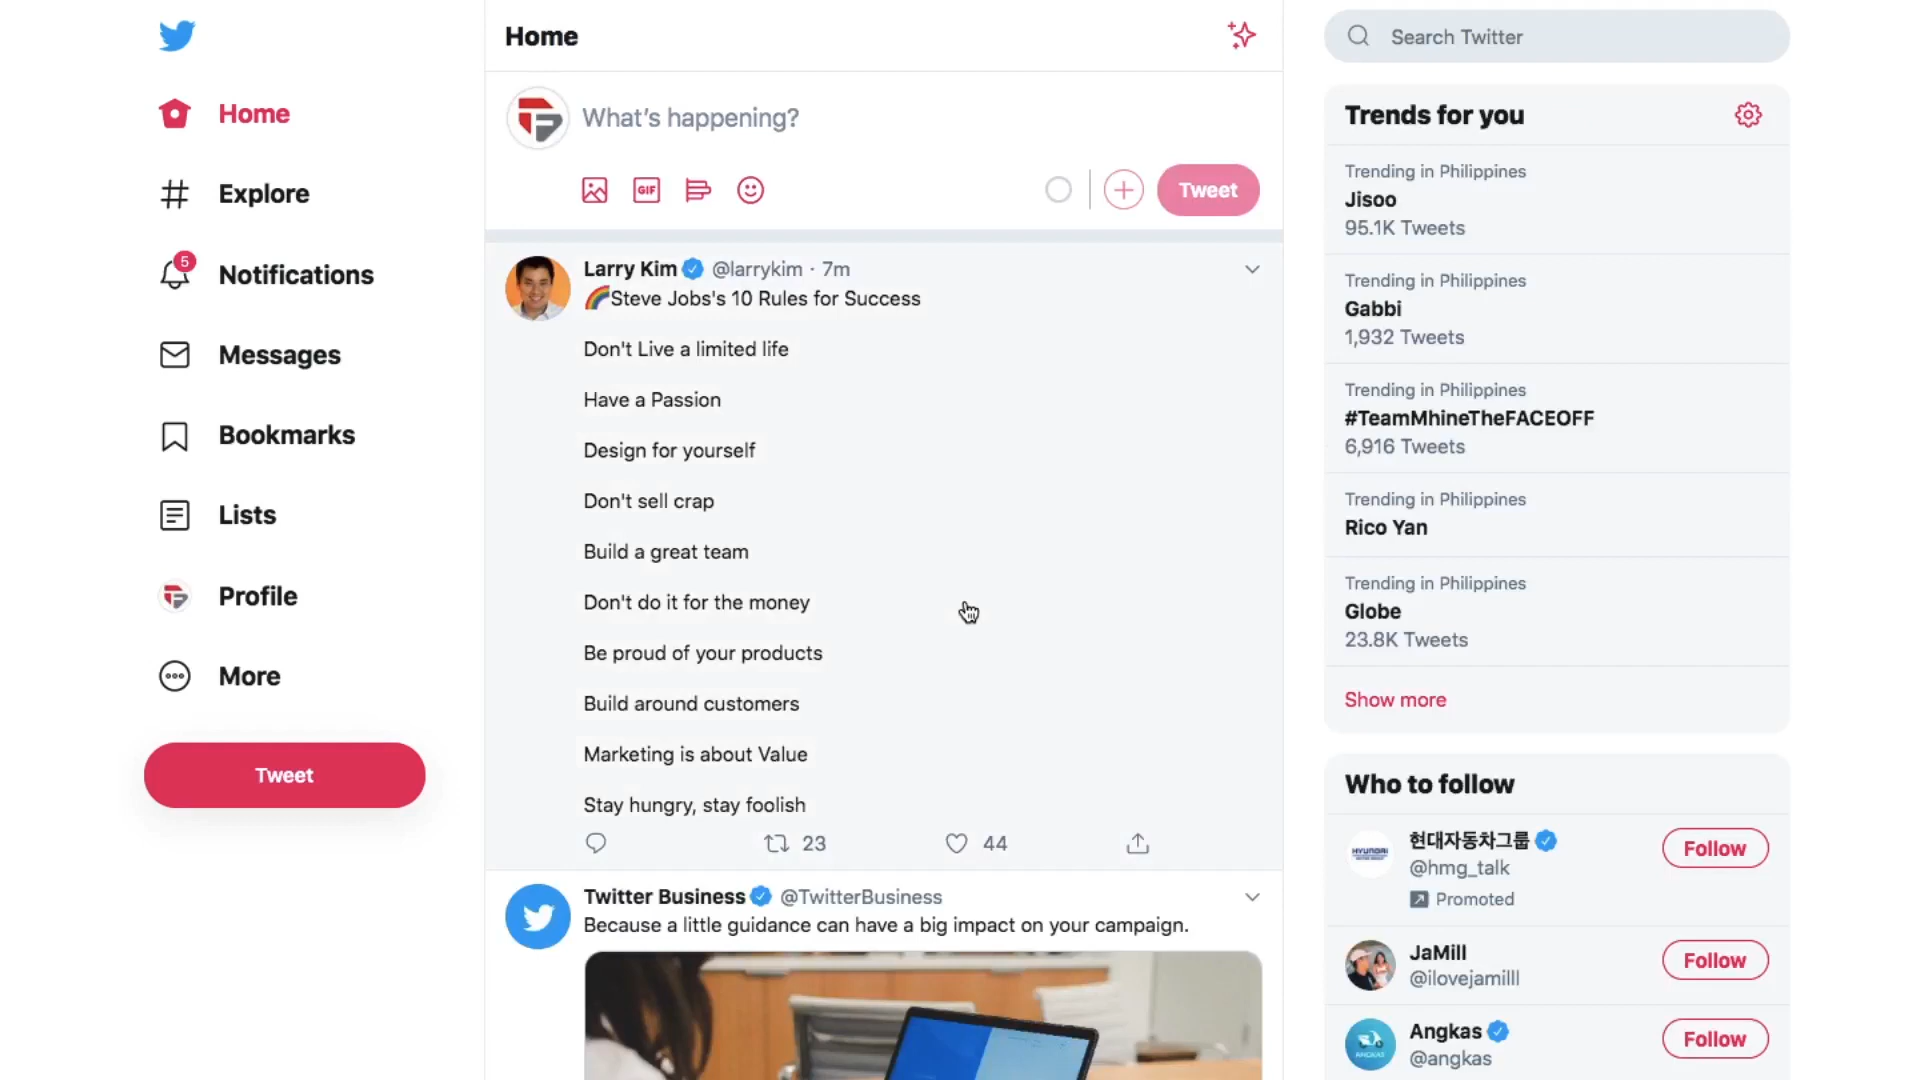 Home
Explore
5
Notifications
Messages
Bookmarks
Lists
Profile
More
Tweet
Home
What's happening?
GIF
Tweet
Larry Kim @larrykim · 7m
🌈Steve Jobs's 10 Rules for Success
Don't Live a limited life
Have a Passion
Design for yourself
Don't sell crap
Build a great team
Don't do it for the money
Be proud of your products
Build around customers
Marketing is about Value
Stay hungry, stay foolish
23 44
Twitter Business @TwitterBusiness
Because a little guidance can have a big impact on your campaign.
Search Twitter
Trends for you
Trending in Philippines
Jisoo
95.1K Tweets
Trending in Philippines
Gabbi
1,932 Tweets
Trending in Philippines
#TeamMhineTheFACEOFF
6,916 Tweets
Trending in Philippines
Rico Yan
Trending in Philippines
Globe
23.8K Tweets
Show more
Who to follow
HYUNDAI
현대자동차그룹
@hmg_talk
Promoted
Follow
JaMill
@ilovejamilll
Follow
ANGKAS
Angkas
@angkas
Follow